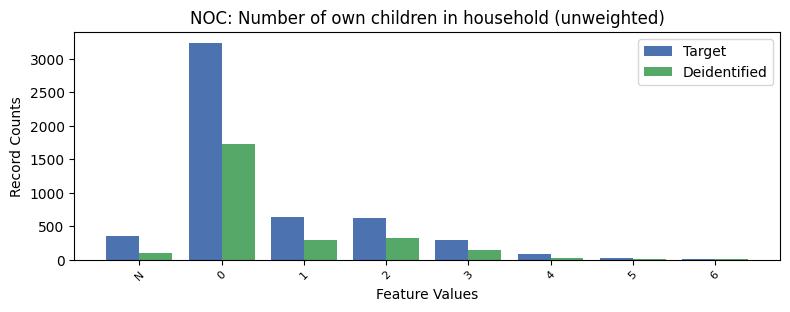 NOC: Number of own children in household (unweighted)
Target
Deidentified
Record Counts
3000
2500
2000
1500
1000
500
0
N 0 1 2 3 4 5 6
Feature Values